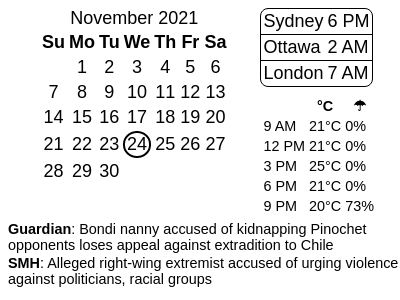 November 2021
Su Mo Tu We Th Fr Sa
1 2 3 4 5 6
7 8 9 10 11 12 13
14 15 16 17 18 19 20
21 22 23 24 25 26 27
28 29 30
Sydney 6 PM
Ottawa 2 AM
London 7 AM
°C ☂
9 AM 21°C 0%
12 PM 21°C 0%
3 PM 25°C 0%
6 PM 21°C 0%
9 PM 20°C 73%
Guardian: Bondi nanny accused of kidnapping Pinochet
opponents loses appeal against extradition to Chile
SMH: Alleged right-wing extremist accused of urging violence
against politicians, racial groups